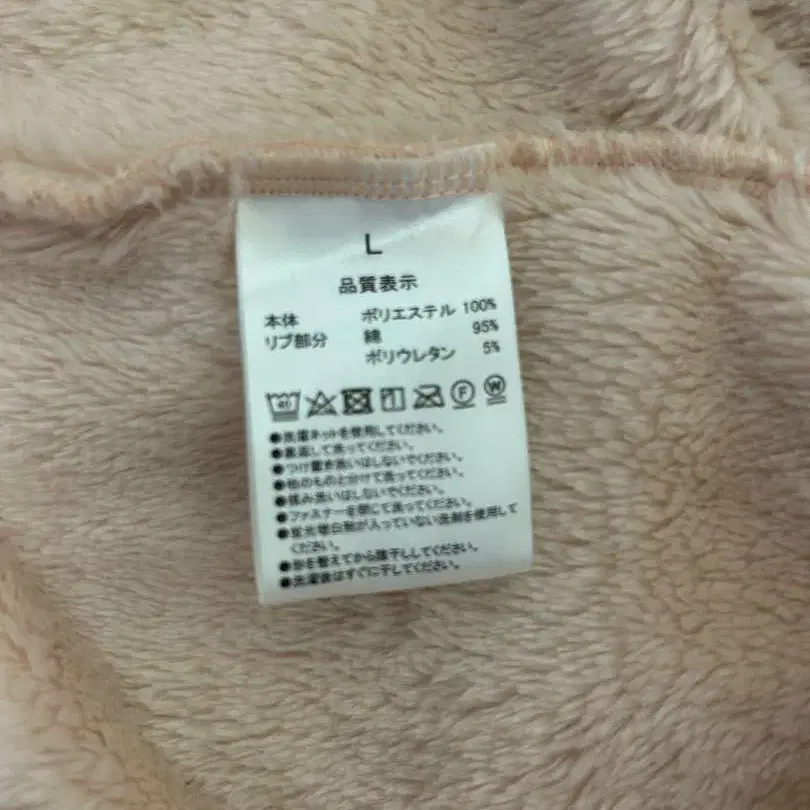 L
品質表示
本体 ポリエステル 100%
リブ部分 綿 95%
ポリウレタン 5%
40
F
W
●洗濯ネットを使用してください。
●裏返して洗ってください。
●つけ置き洗いはしないでください。
●他のものと分けて洗ってください。
●揉み洗いはしないでください。
●ファスナーを閉じて洗ってください。
●蛍光増白剤が入っていない洗剤を使用して
ください。
●形を整えてから陰干ししてください。
●洗濯後はすぐに干してください。